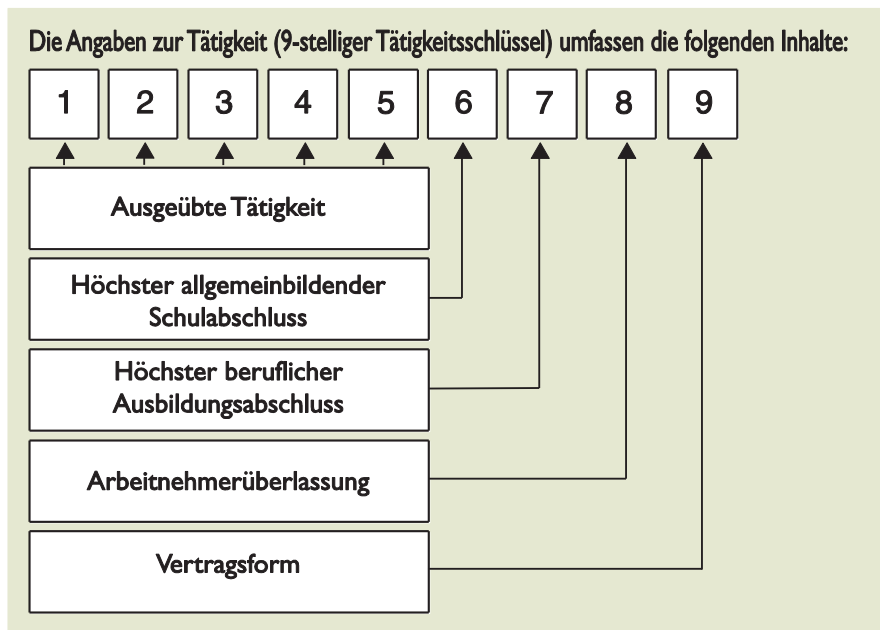 Die Angaben zur Tätigkeit (9-stelliger Tätigkeitsschlüssel) umfassen die folgenden Inhalte:
1 2 3 4 5 6 7 8 9
Ausgeübte Tätigkeit
Höchster allgemeinbildender
Schulabschluss
Höchster beruflicher
Ausbildungsabschluss
Arbeitnehmerüberlassung
Vertragsform